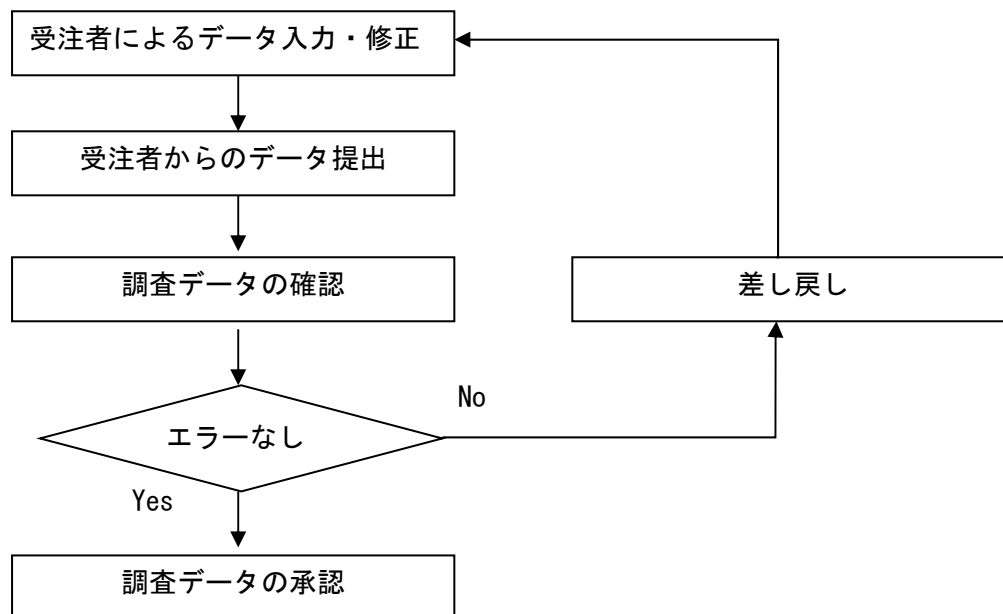 受注者によるデータ入力・修正
受注者からのデータ提出
調査データの確認
差し戻し
No
エラーなし
Yes
調査データの承認